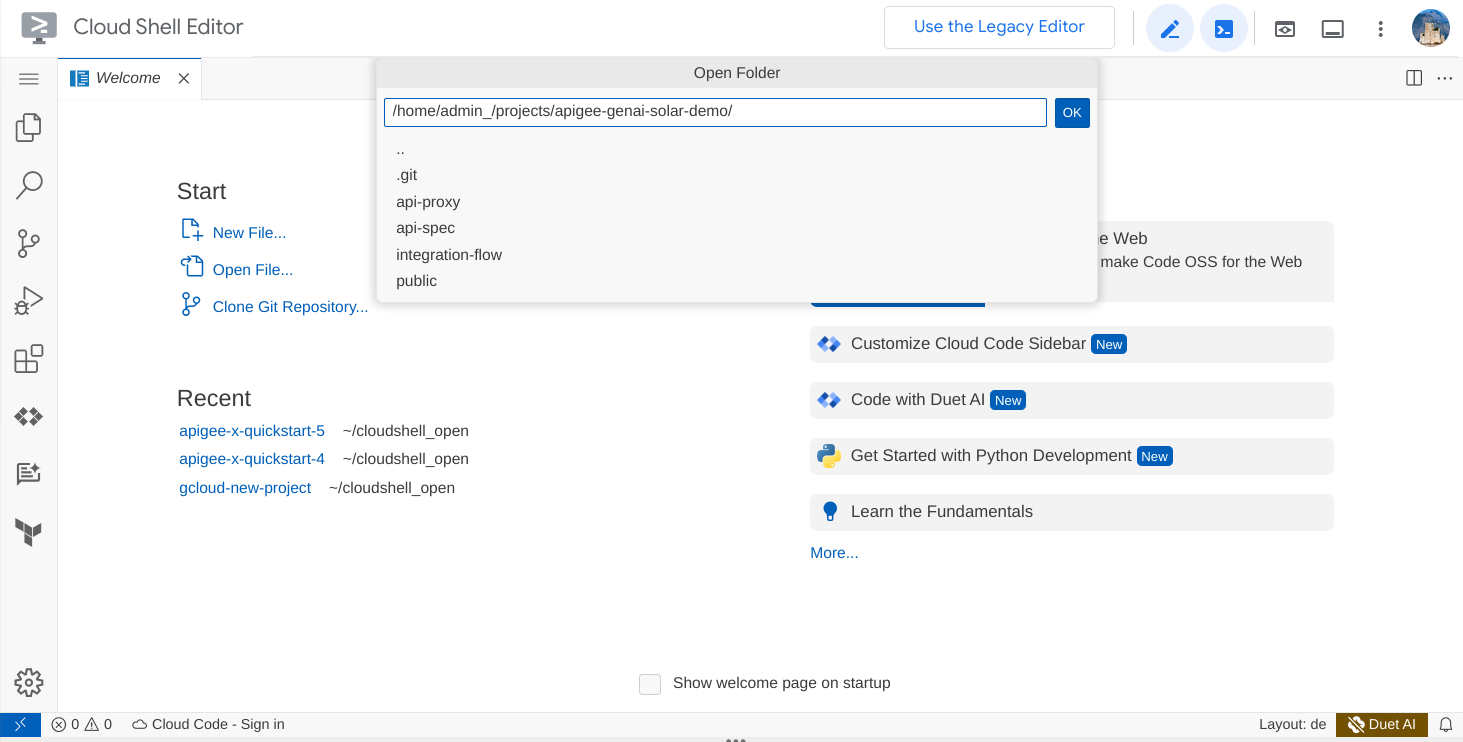 Cloud Shell Editor
Use the Legacy Editor
Welcome
Open Folder
/home/admin_/projects/apigee-genai-solar-demo/
OK
..
.git
api-proxy
api-spec
integration-flow
public
Start
New File...
Open File...
Clone Git Repository...
Recent
apigee-x-quickstart-5 ~/cloudshell_open
apigee-x-quickstart-4 ~/cloudshell_open
gcloud-new-project ~/cloudshell_open
Web
make Code OSS for the Web
Customize Cloud Code Sidebar New
Code with Duet AI New
Get Started with Python Development New
Learn the Fundamentals
More...
Show welcome page on startup
0 0 Cloud Code - Sign in
Layout: de
Duet AI